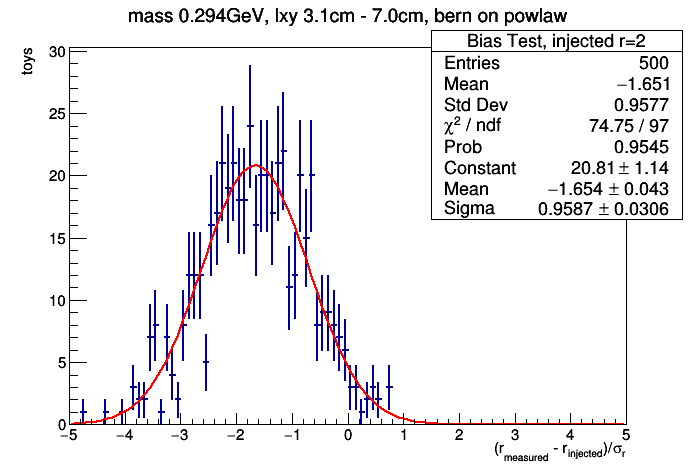 mass 0.294GeV, lxy 3.1cm - 7.0cm, bern on powlaw
Bias Test, injected r=2
Entries 500
Mean −1.651
Std Dev 0.9577
χ² / ndf 74.75 / 97
Prob 0.9545
Constant 20.81 ± 1.14
Mean −1.654 ± 0.043
Sigma 0.9587 ± 0.0306
toys
30
25
20
15
10
5
0
−5 −4 −3 −2 −1 0 1 2 3 4 5
(r_measured - r_injected)/σ_r